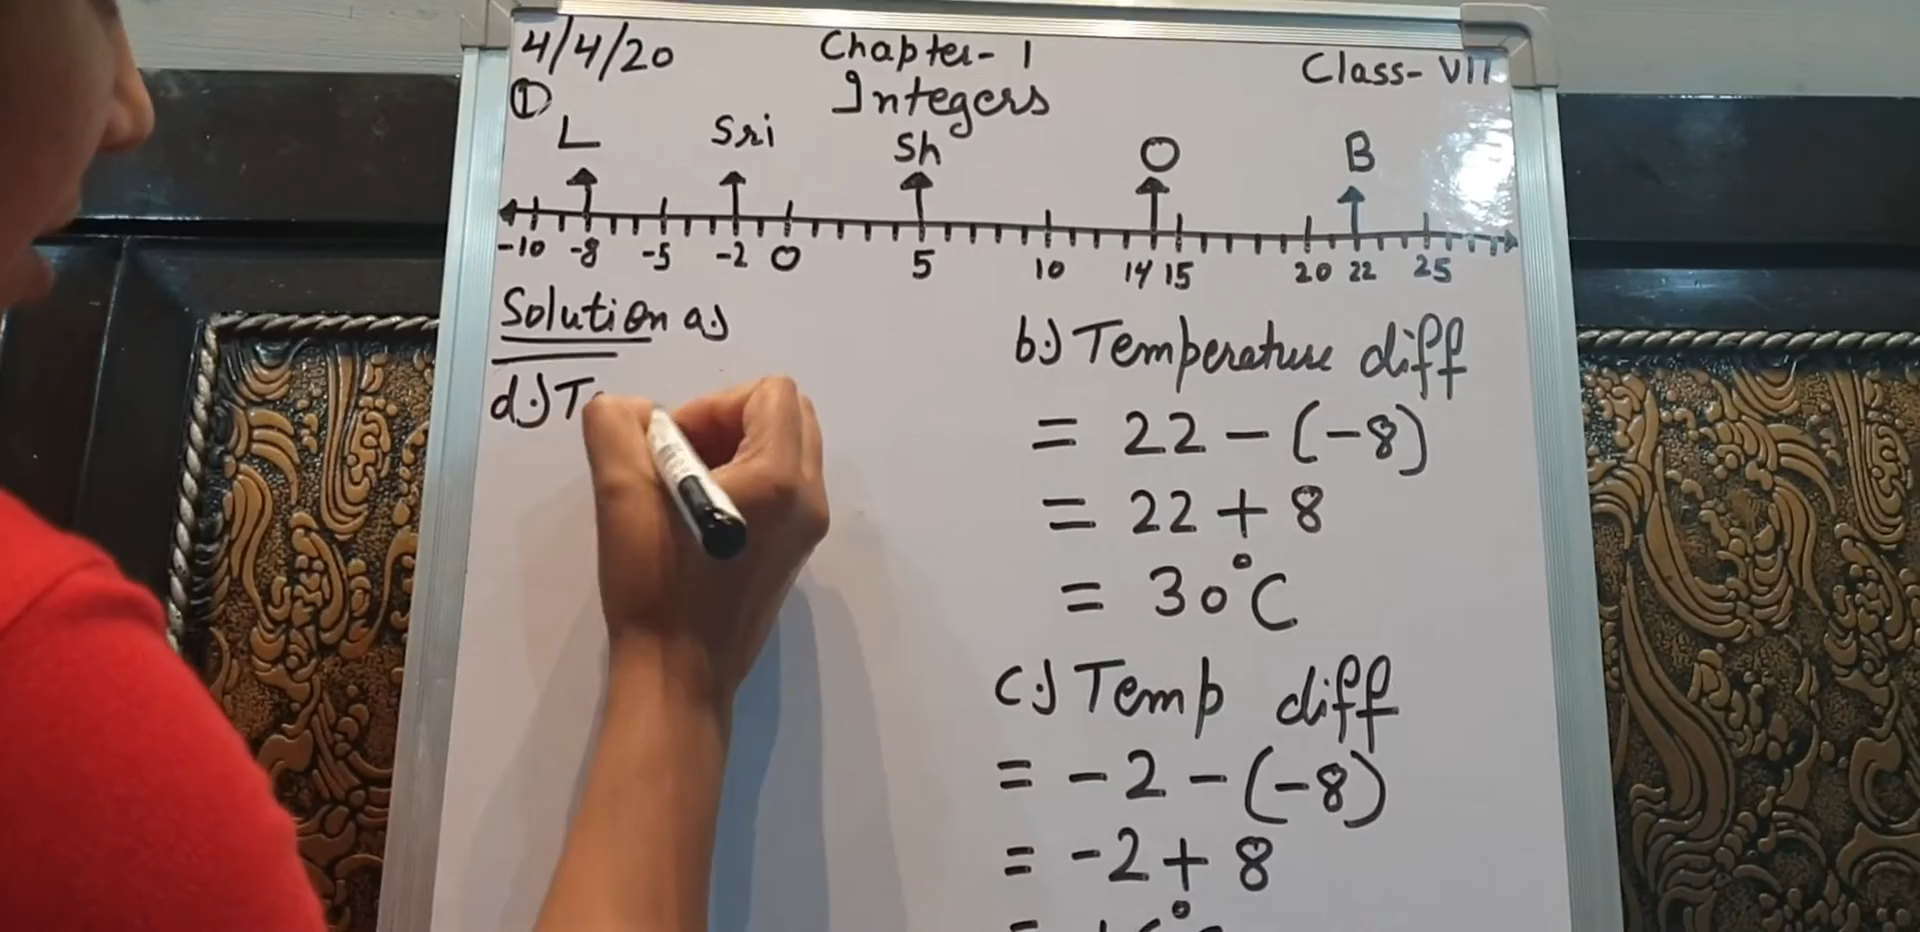 4/4/20 Chapter- 1 Class- VII
Integers
①
L Sri Sh O B
-10 -8 -5 -2 0 5 10 14 15 20 22 25
Solution a.)
d.) T
b.) Temperature diff
= 22 - (-8)
= 22 + 8
= 30°C
c.) Temp diff
= -2 - (-8)
= -2 + 8